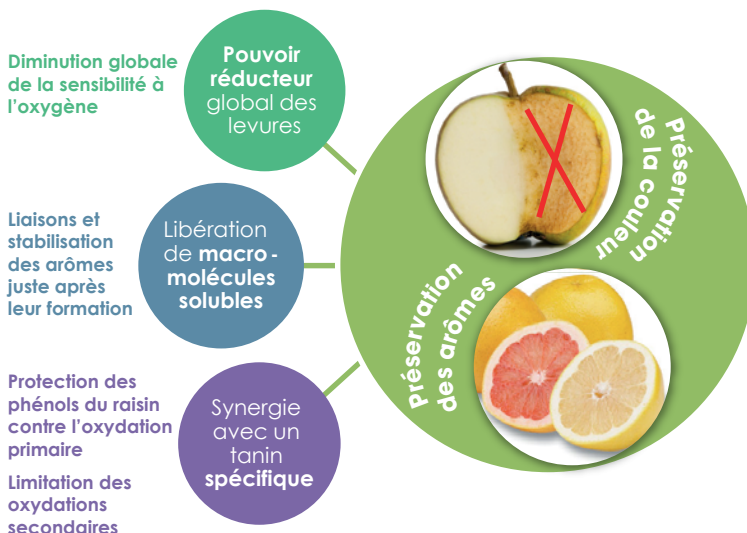 Diminution globale
de la sensibilité à
l'oxygène
Pouvoir
réducteur
global des
levures
Liaisons et
stabilisation
des arômes
juste après
leur formation
Libération
de macro-
molécules
solubles
Protection des
phénols du raisin
contre l'oxydation
primaire
Limitation des
oxydations
secondaires
Synergie
avec un
tanin
spécifique
Préservation
de la couleur
Préservation
des arômes